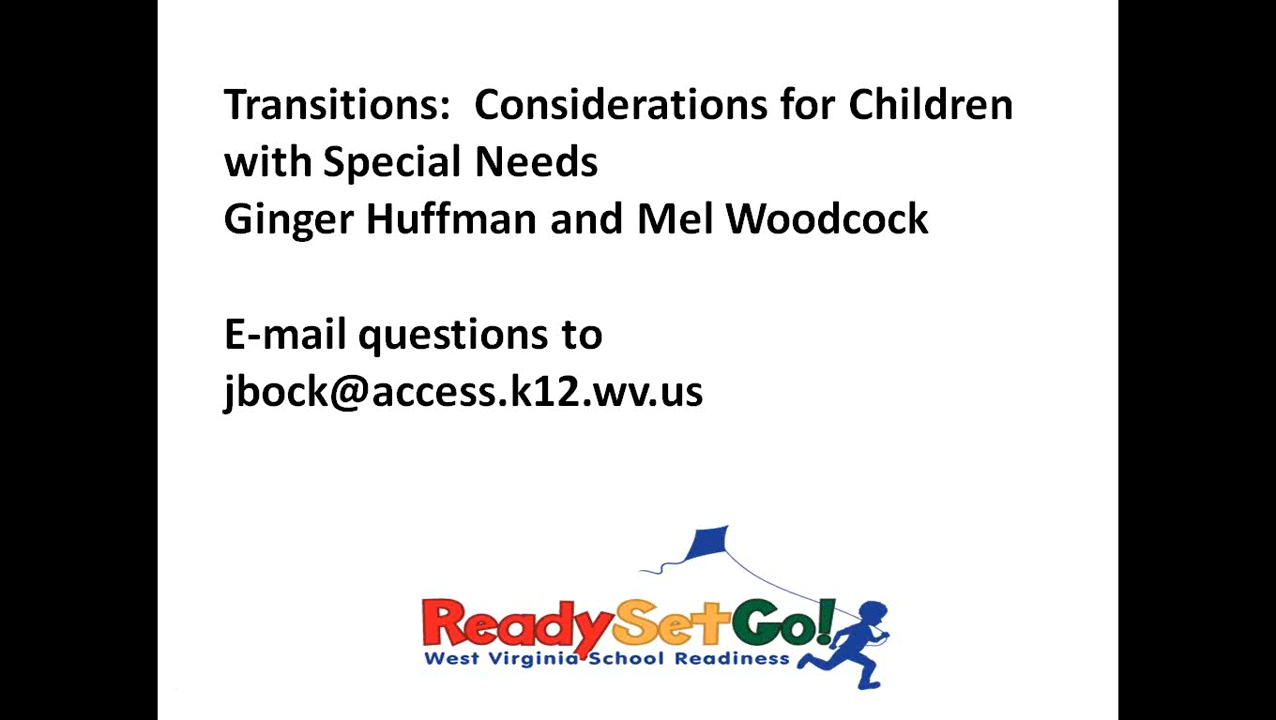 Transitions:  Considerations for Children
with Special Needs
Ginger Huffman and Mel Woodcock
E-mail questions to
jbock@access.k12.wv.us
ReadySetGo!
West Virginia School Readiness